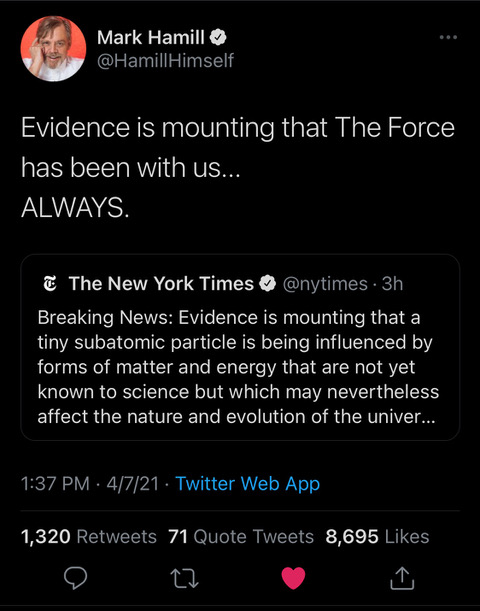 Mark Hamill
@HamillHimself
Evidence is mounting that The Force
has been with us...
ALWAYS.
The New York Times @nytimes · 3h
Breaking News: Evidence is mounting that a
tiny subatomic particle is being influenced by
forms of matter and energy that are not yet
known to science but which may nevertheless
affect the nature and evolution of the univer...
1:37 PM · 4/7/21 · Twitter Web App
1,320 Retweets 71 Quote Tweets 8,695 Likes